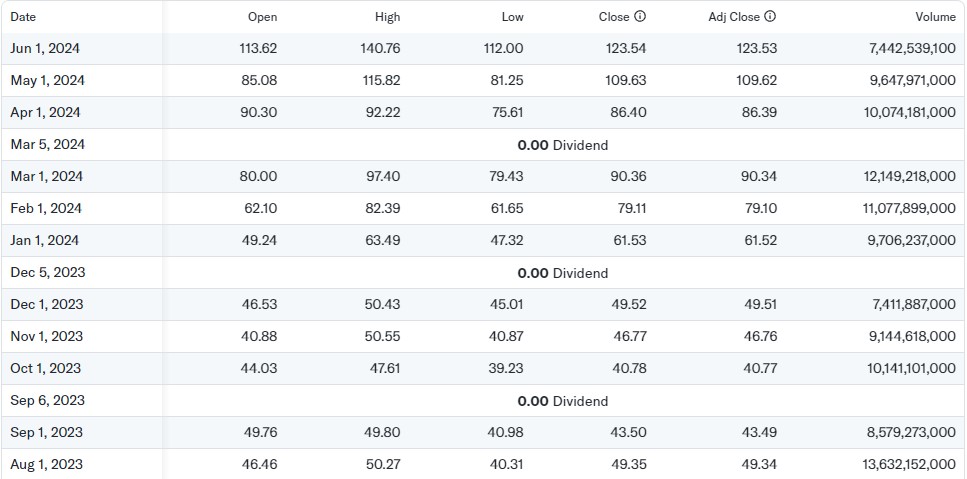 Date Open High Low Close ⓘ Adj Close ⓘ Volume
Jun 1, 2024 113.62 140.76 112.00 123.54 123.53 7,442,539,100
May 1, 2024 85.08 115.82 81.25 109.63 109.62 9,647,971,000
Apr 1, 2024 90.30 92.22 75.61 86.40 86.39 10,074,181,000
Mar 5, 2024 0.00 Dividend
Mar 1, 2024 80.00 97.40 79.43 90.36 90.34 12,149,218,000
Feb 1, 2024 62.10 82.39 61.65 79.11 79.10 11,077,899,000
Jan 1, 2024 49.24 63.49 47.32 61.53 61.52 9,706,237,000
Dec 5, 2023 0.00 Dividend
Dec 1, 2023 46.53 50.43 45.01 49.52 49.51 7,411,887,000
Nov 1, 2023 40.88 50.55 40.87 46.77 46.76 9,144,618,000
Oct 1, 2023 44.03 47.61 39.23 40.78 40.77 10,141,101,000
Sep 6, 2023 0.00 Dividend
Sep 1, 2023 49.76 49.80 40.98 43.50 43.49 8,579,273,000
Aug 1, 2023 46.46 50.27 40.31 49.35 49.34 13,632,152,000